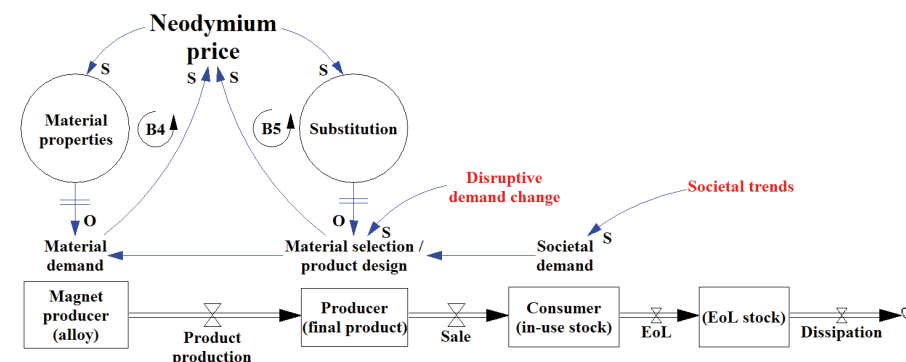 Neodymium
price
S
S
S
S
Material
properties
B4
B5
Substitution
Disruptive
demand change
Societal trends
O
O
S
S
Material
demand
Material selection /
product design
Societal
demand
Magnet
producer
(alloy)
Product
production
Producer
(final product)
Sale
Consumer
(in-use stock)
EoL
(EoL stock)
Dissipation